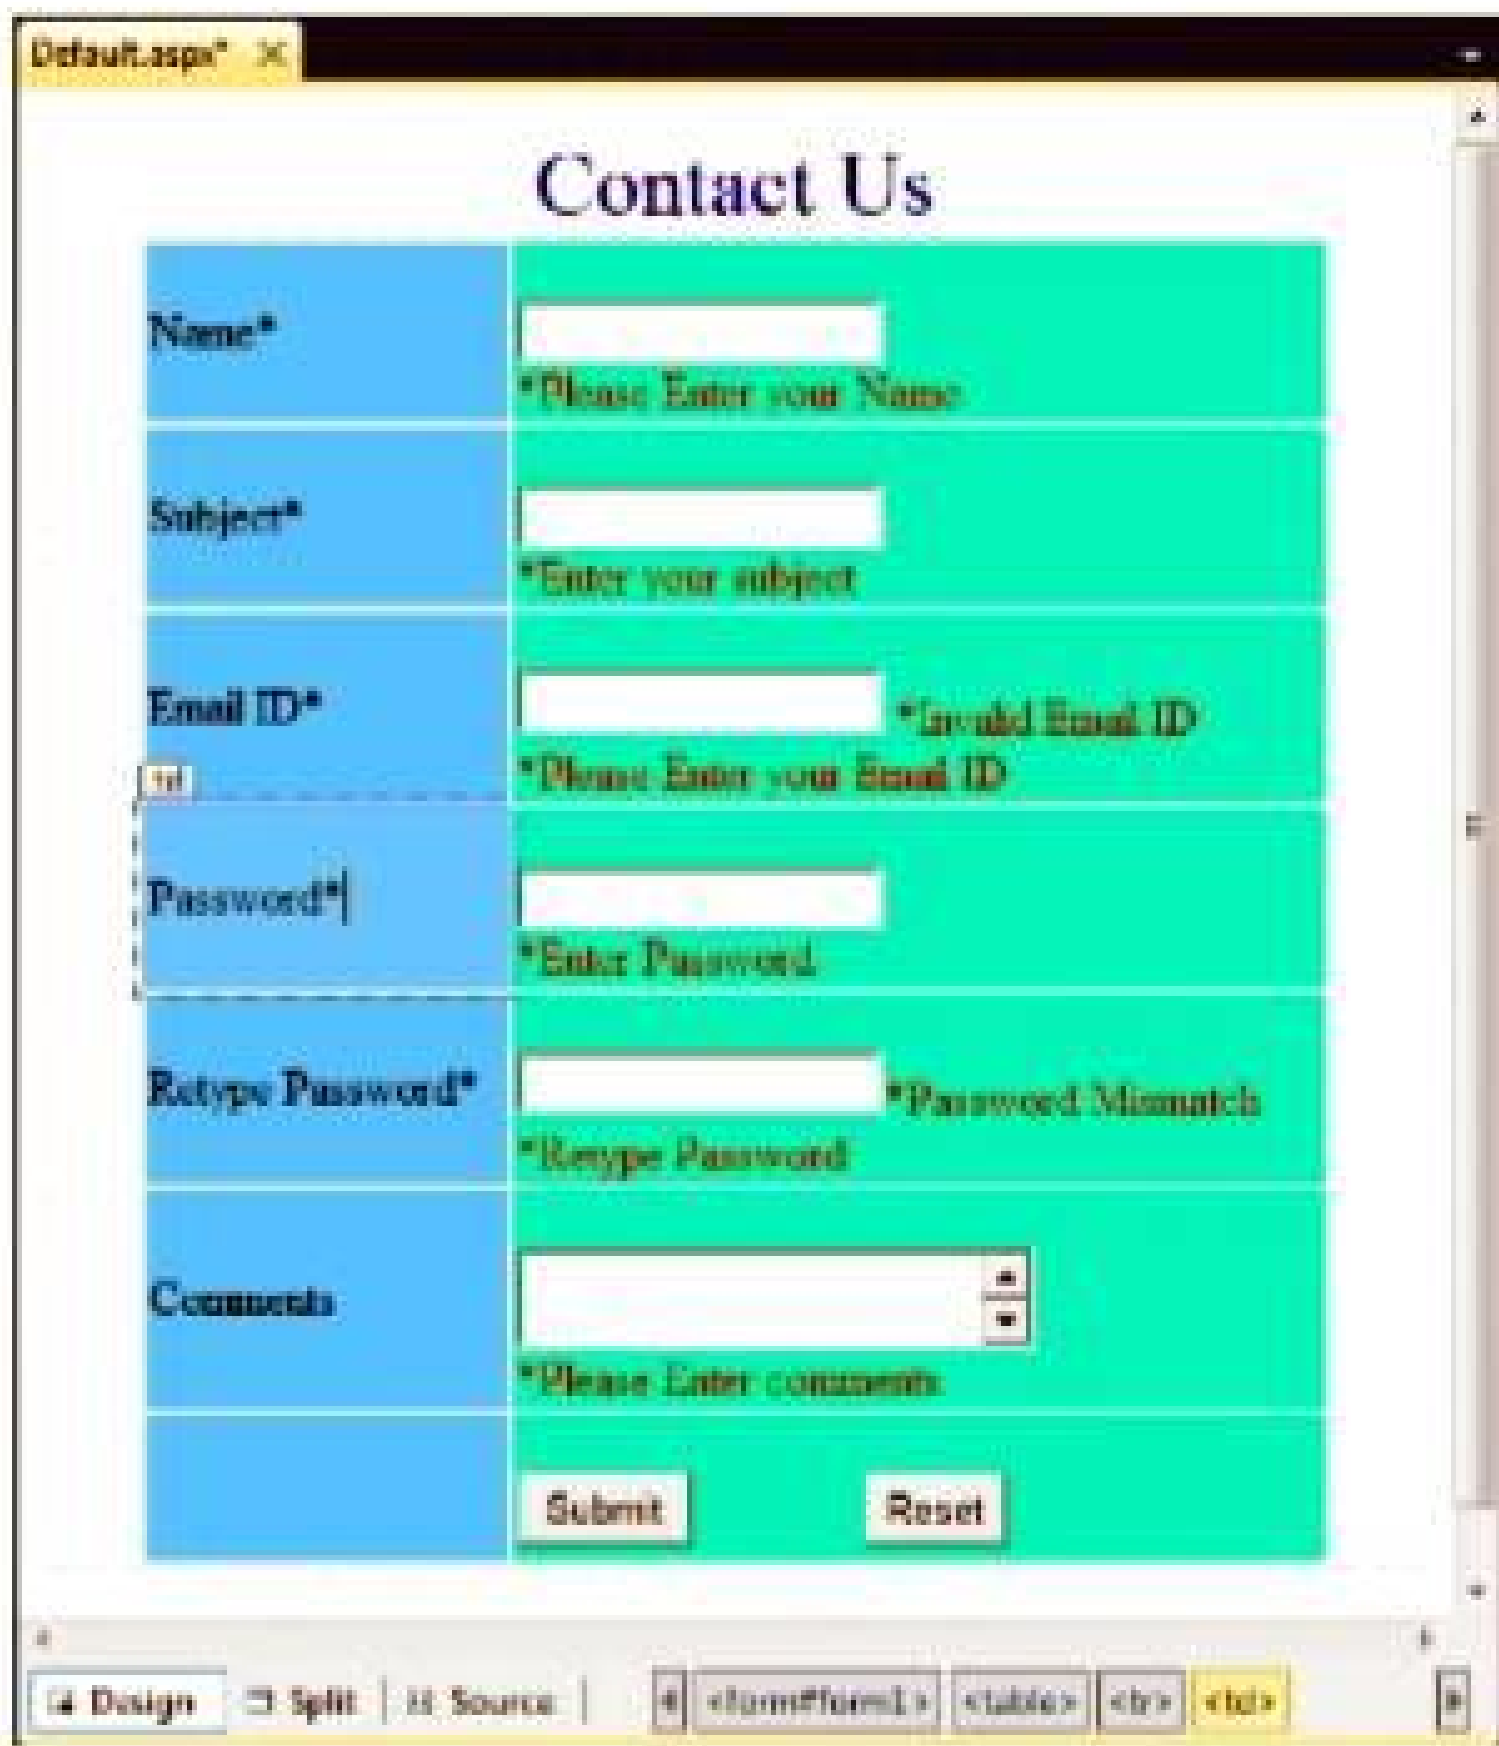 Default.aspx*
Contact Us
Name*
*Please Enter your Name
Subject*
*Enter your subject
Email ID* *Invalid Email ID
*Please Enter your Email ID
Password*
*Enter Password
Retype Password* *Password Mismatch
*Retype Password
Comments
*Please Enter comments
Submit Reset
Design Split Source <form#form1> <table> <tr> <td>